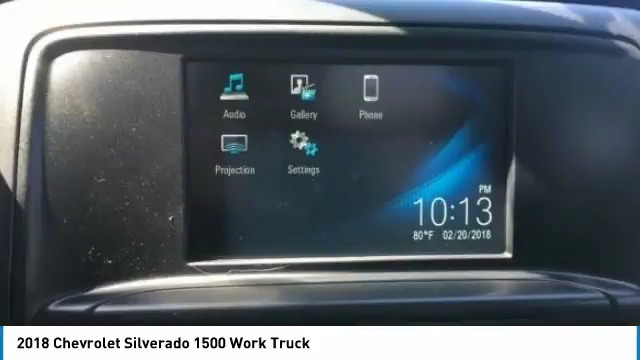 Audio
Gallery
Phone
Projection
Settings
PM
10:13
80°F 02/20/2018
2018 Chevrolet Silverado 1500 Work Truck